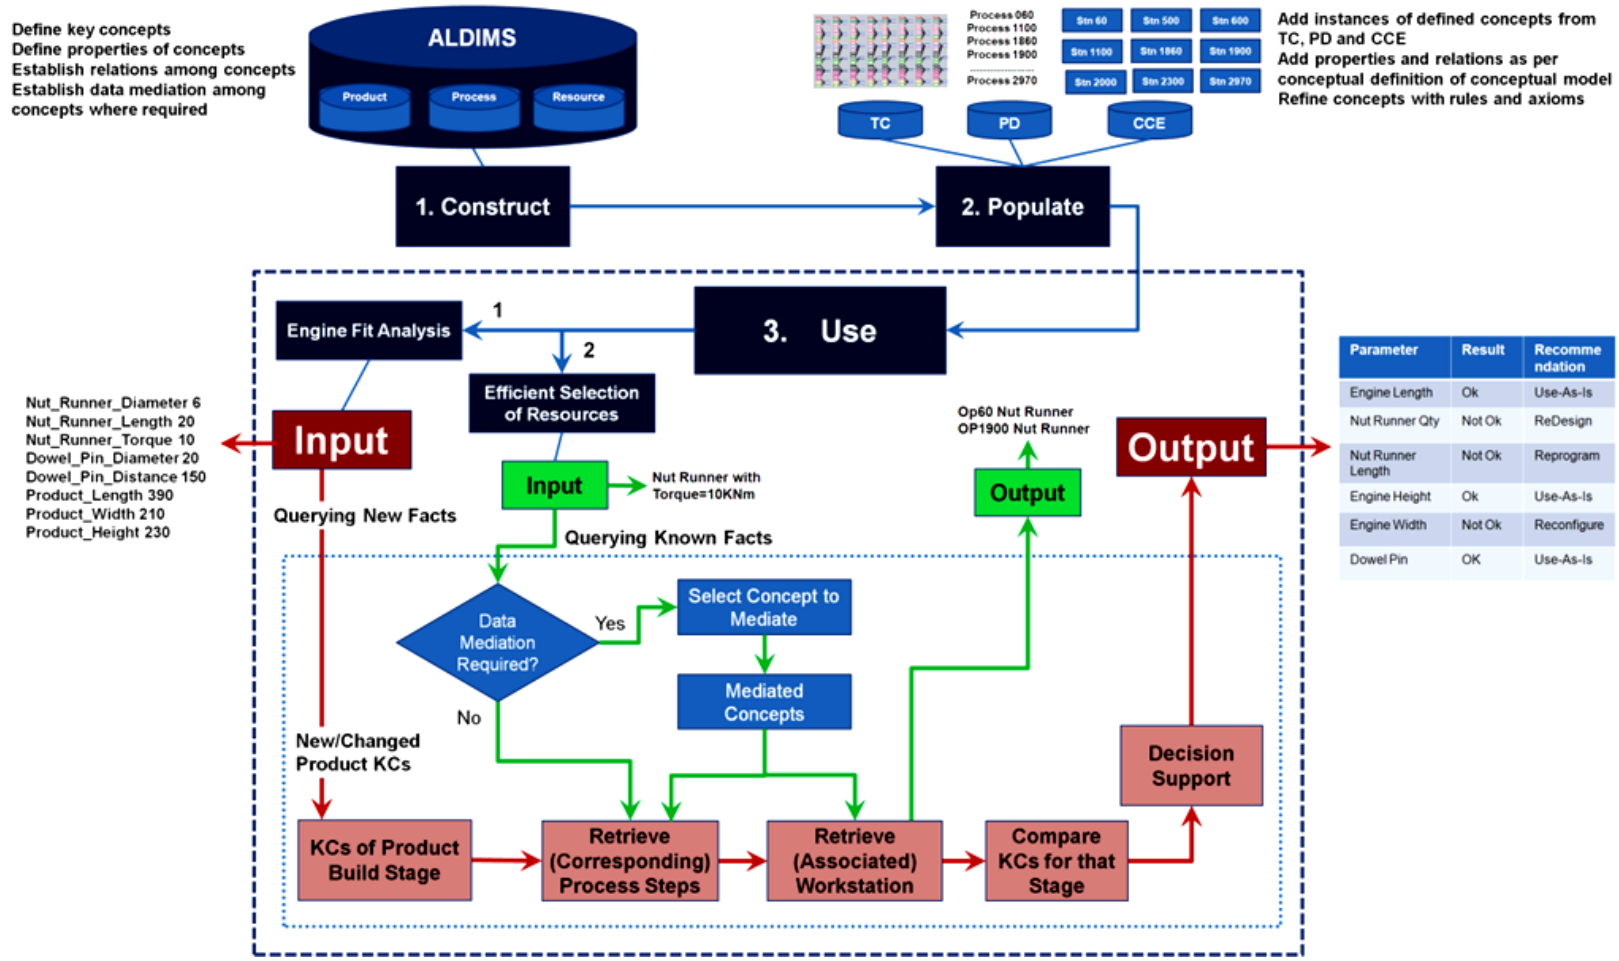 Define key concepts
Define properties of concepts
Establish relations among concepts
Establish data mediation among
concepts where required
ALDIMS
Product
Process
Resource
Process 060
Process 1100
Process 1860
Process 1900
...................
Process 2970
Stn 60
Stn 500
Stn 600
Stn 1100
Stn 1860
Stn 1900
Stn 2000
Stn 2300
Stn 2970
Add instances of defined concepts from
TC, PD and CCE
Add properties and relations as per
conceptual definition of conceptual model
Refine concepts with rules and axioms
TC
PD
CCE
1. Construct
2. Populate
3. Use
1
2
Engine Fit Analysis
Efficient Selection
of Resources
Nut_Runner_Diameter 6
Nut_Runner_Length 20
Nut_Runner_Torque 10
Dowel_Pin_Diameter 20
Dowel_Pin_Distance 150
Product_Length 390
Product_Width 210
Product_Height 230
Input
Input
Nut Runner with
Torque=10KNm
Querying New Facts
Querying Known Facts
Op60 Nut Runner
OP1900 Nut Runner
Output
Output
Parameter Result Recomme
ndation
Engine Length Ok Use-As-Is
Nut Runner Qty Not Ok ReDesign
Nut Runner
Length Not Ok Reprogram
Engine Height Ok Use-As-Is
Engine Width Not Ok Reconfigure
Dowel Pin OK Use-As-Is
Data
Mediation
Required?
Yes
No
Select Concept to
Mediate
Mediated
Concepts
New/Changed
Product KCs
KCs of Product
Build Stage
Retrieve
(Corresponding)
Process Steps
Retrieve
(Associated)
Workstation
Compare
KCs for that
Stage
Decision
Support